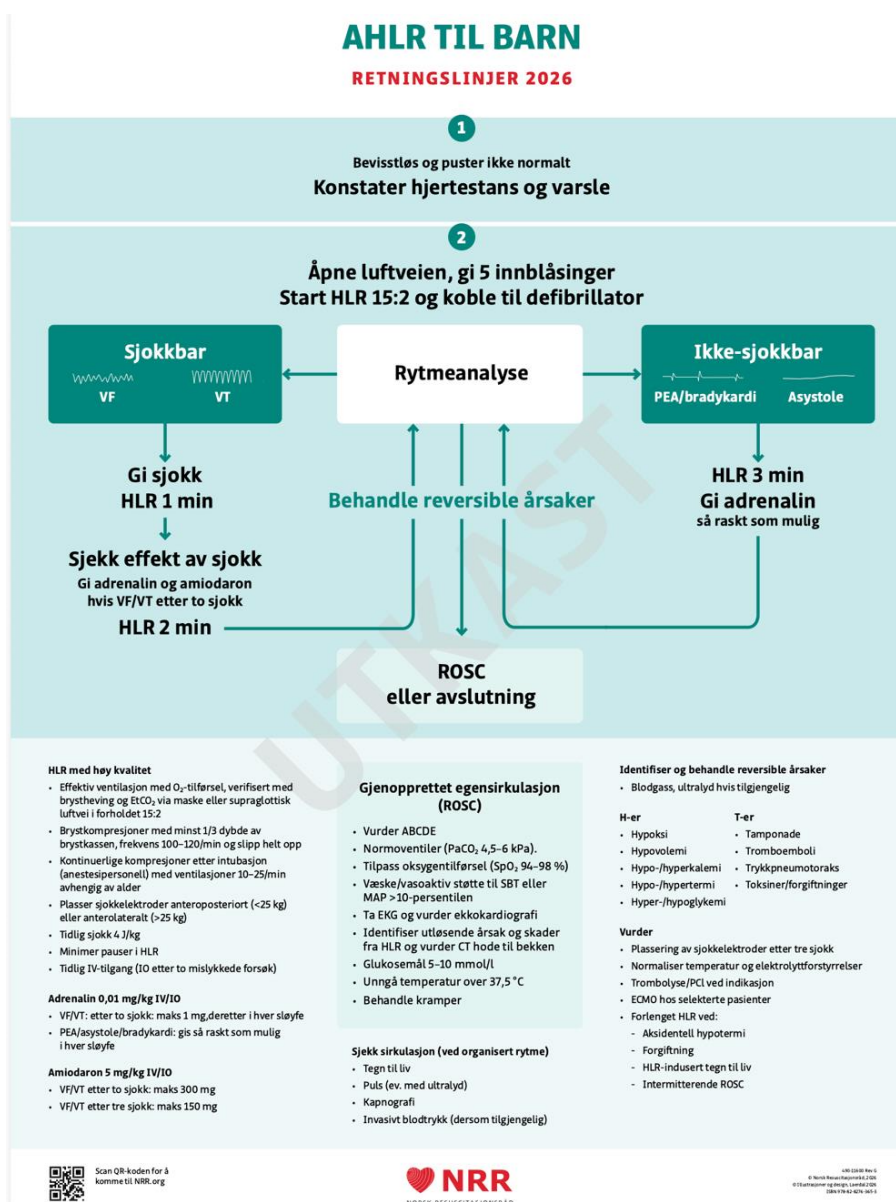 AHLR TIL BARN
RETNINGSLINJER 2026
1
Bevisstløs og puster ikke normalt
Konstater hjertestans og varsle
2
Åpne luftveien, gi 5 innblåsinger
Start HLR 15:2 og koble til defibrillator
Sjokkbar
VF
VT
Rytmeanalyse
Ikke-sjokkbar
PEA/bradykardi
Asystole
Gi sjokk
HLR 1 min
Sjekk effekt av sjokk
Gi adrenalin og amiodaron
hvis VF/VT etter to sjokk
HLR 2 min
Behandle reversible årsaker
HLR 3 min
Gi adrenalin
så raskt som mulig
ROSC
eller avslutning
UTKAST
HLR med høy kvalitet
• Effektiv ventilasjon med O₂-tilførsel, verifisert med
brystheving og EtCO₂ via maske eller supraglottisk
luftvei i forholdet 15:2
• Brystkompresjoner med minst 1/3 dybde av
brystkassen, frekvens 100–120/min og slipp helt opp
• Kontinuerlige kompresjoner etter intubasjon
(anestesipersonell) med ventilasjoner 10–25/min
avhengig av alder
• Plasser sjokkelektroder anteroposteriort (<25 kg)
eller anterolateralt (>25 kg)
• Tidlig sjokk 4 J/kg
• Minimer pauser i HLR
• Tidlig IV-tilgang (IO etter to mislykkede forsøk)
Adrenalin 0,01 mg/kg IV/IO
• VF/VT: etter to sjokk: maks 1 mg,deretter i hver sløyfe
• PEA/asystole/bradykardi: gis så raskt som mulig
i hver sløyfe
Amiodaron 5 mg/kg IV/IO
• VF/VT etter to sjokk: maks 300 mg
• VF/VT etter tre sjokk: maks 150 mg
Gjenopprettet egensirkulasjon
(ROSC)
• Vurder ABCDE
• Normoventiler (PaCO₂ 4,5–6 kPa).
• Tilpass oksygentilførsel (SpO₂ 94–98 %)
• Væske/vasoaktiv støtte til SBT eller
MAP >10-persentilen
• Ta EKG og vurder ekkokardiografi
• Identifiser utløsende årsak og skader
fra HLR og vurder CT hode til bekken
• Glukosemål 5–10 mmol/l
• Unngå temperatur over 37,5 °C
• Behandle kramper
Sjekk sirkulasjon (ved organisert rytme)
• Tegn til liv
• Puls (ev. med ultralyd)
• Kapnografi
• Invasivt blodtrykk (dersom tilgjengelig)
Identifiser og behandle reversible årsaker
• Blodgass, ultralyd hvis tilgjengelig
H-er
• Hypoksi
• Hypovolemi
• Hypo-/hyperkalemi
• Hypo-/hypertermi
• Hyper-/hypoglykemi
T-er
• Tamponade
• Tromboemboli
• Trykkpneumotoraks
• Toksiner/forgiftninger
Vurder
• Plassering av sjokkelektroder etter tre sjokk
• Normaliser temperatur og elektrolyttforstyrrelser
• Trombolyse/PCI ved indikasjon
• ECMO hos selekterte pasienter
• Forlenget HLR ved:
- Aksidentell hypotermi
- Forgiftning
- HLR-indusert tegn til liv
- Intermitterende ROSC
Scan QR-koden for å
komme til NRR.org
NRR
© Norsk Resuscitasjonsråd, 2026